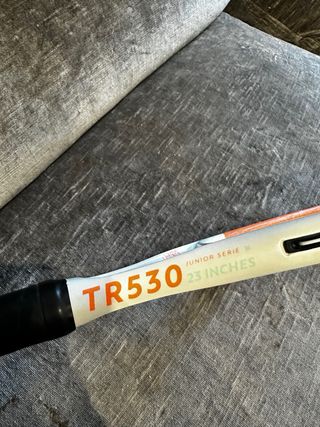 TR530
JUNIOR SERIE
23 INCHES